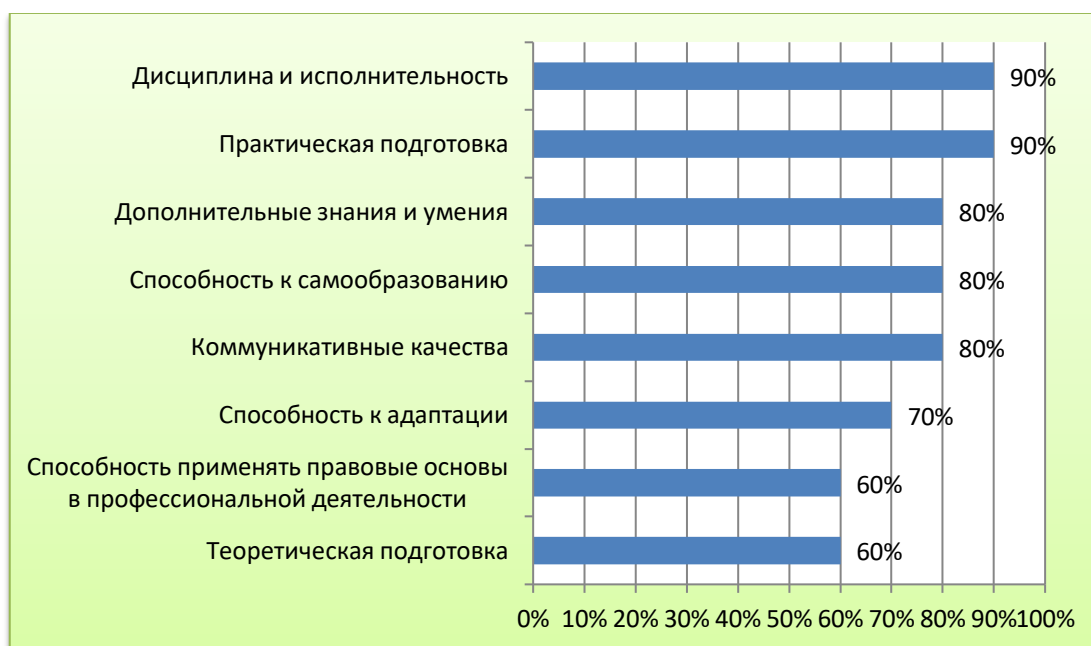 Дисциплина и исполнительность
90%
Практическая подготовка
90%
Дополнительные знания и умения
80%
Способность к самообразованию
80%
Коммуникативные качества
80%
Способность к адаптации
70%
Способность применять правовые основы
в профессиональной деятельности
60%
Теоретическая подготовка
60%
0% 10% 20% 30% 40% 50% 60% 70% 80% 90% 100%